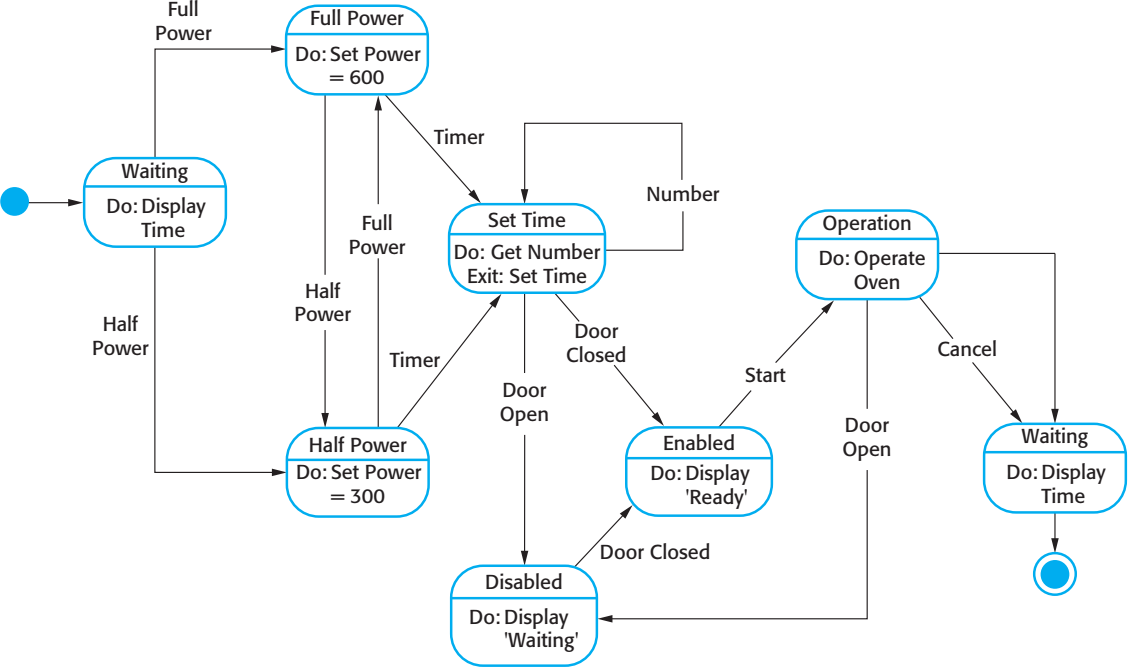 Full
Power
Full Power
Do: Set Power
= 600
Timer
Waiting
Do: Display
Time
Number
Full
Power
Set Time
Do: Get Number
Exit: Set Time
Operation
Do: Operate
Oven
Half
Power
Half
Power
Timer
Door
Closed
Door
Open
Start
Cancel
Door
Open
Half Power
Do: Set Power
= 300
Enabled
Do: Display
'Ready'
Waiting
Do: Display
Time
Door Closed
Disabled
Do: Display
'Waiting'